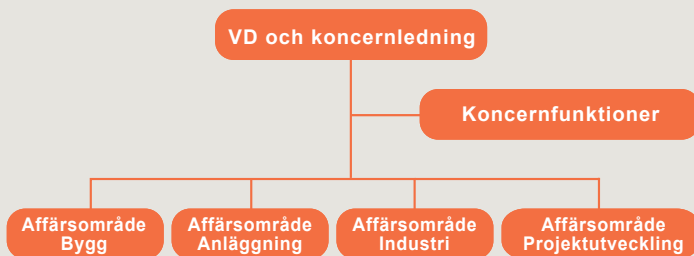 VD och koncernledning
Koncernfunktioner
Affärsområde
Bygg
Affärsområde
Anläggning
Affärsområde
Industri
Affärsområde
Projektutveckling